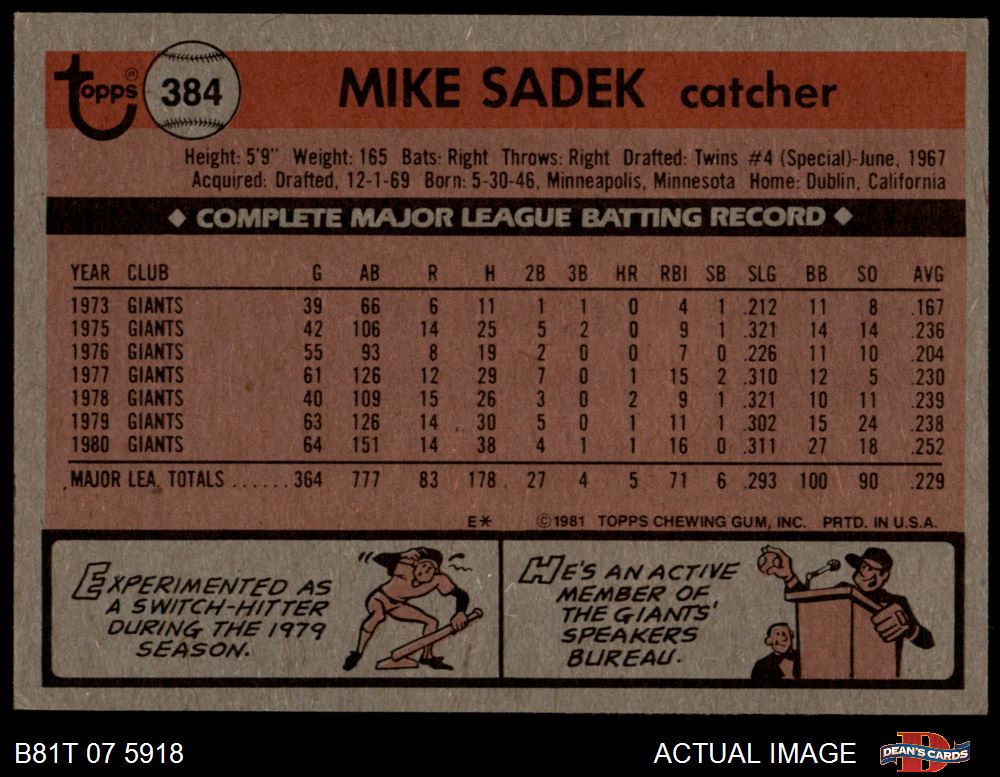 Topps ® 384 MIKE SADEK catcher
Height: 5'9" Weight: 165 Bats: Right Throws: Right Drafted: Twins #4 (Special)-June, 1967
Acquired: Drafted, 12-1-69 Born: 5-30-46, Minneapolis, Minnesota Home: Dublin, California
◆ COMPLETE MAJOR LEAGUE BATTING RECORD ◆
YEAR CLUB G AB R H 2B 3B HR RBI SB SLG BB SO AVG
1973 GIANTS 39 66 6 11 1 1 0 4 1 .212 11 8 .167
1975 GIANTS 42 106 14 25 5 2 0 9 1 .321 14 14 .236
1976 GIANTS 55 93 8 19 2 0 0 7 0 .226 11 10 .204
1977 GIANTS 61 126 12 29 7 0 1 15 2 .310 12 5 .230
1978 GIANTS 40 109 15 26 3 0 2 9 1 .321 10 11 .239
1979 GIANTS 63 126 14 30 5 0 1 11 1 .302 15 24 .238
1980 GIANTS 64 151 14 38 4 1 1 16 0 .311 27 18 .252
MAJOR LEA. TOTALS ...... 364 777 83 178 27 4 5 71 6 .293 100 90 .229
E* ©1981 TOPPS CHEWING GUM, INC. PRTD. IN U.S.A.
EXPERIMENTED AS
A SWITCH-HITTER
DURING THE 1979
SEASON.
HE'S AN ACTIVE
MEMBER OF
THE GIANTS'
SPEAKERS
BUREAU.
B81T 07 5918 ACTUAL IMAGE DEAN'S CARDS